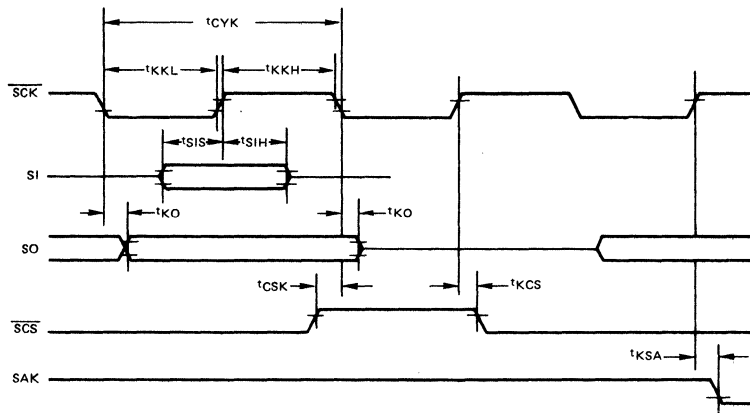 tCYK
tKKL
tKKH
SCK
tSIS
tSIH
SI
tKO
tKO
SO
tCSK
tKCS
SCS
tKSA
SAK